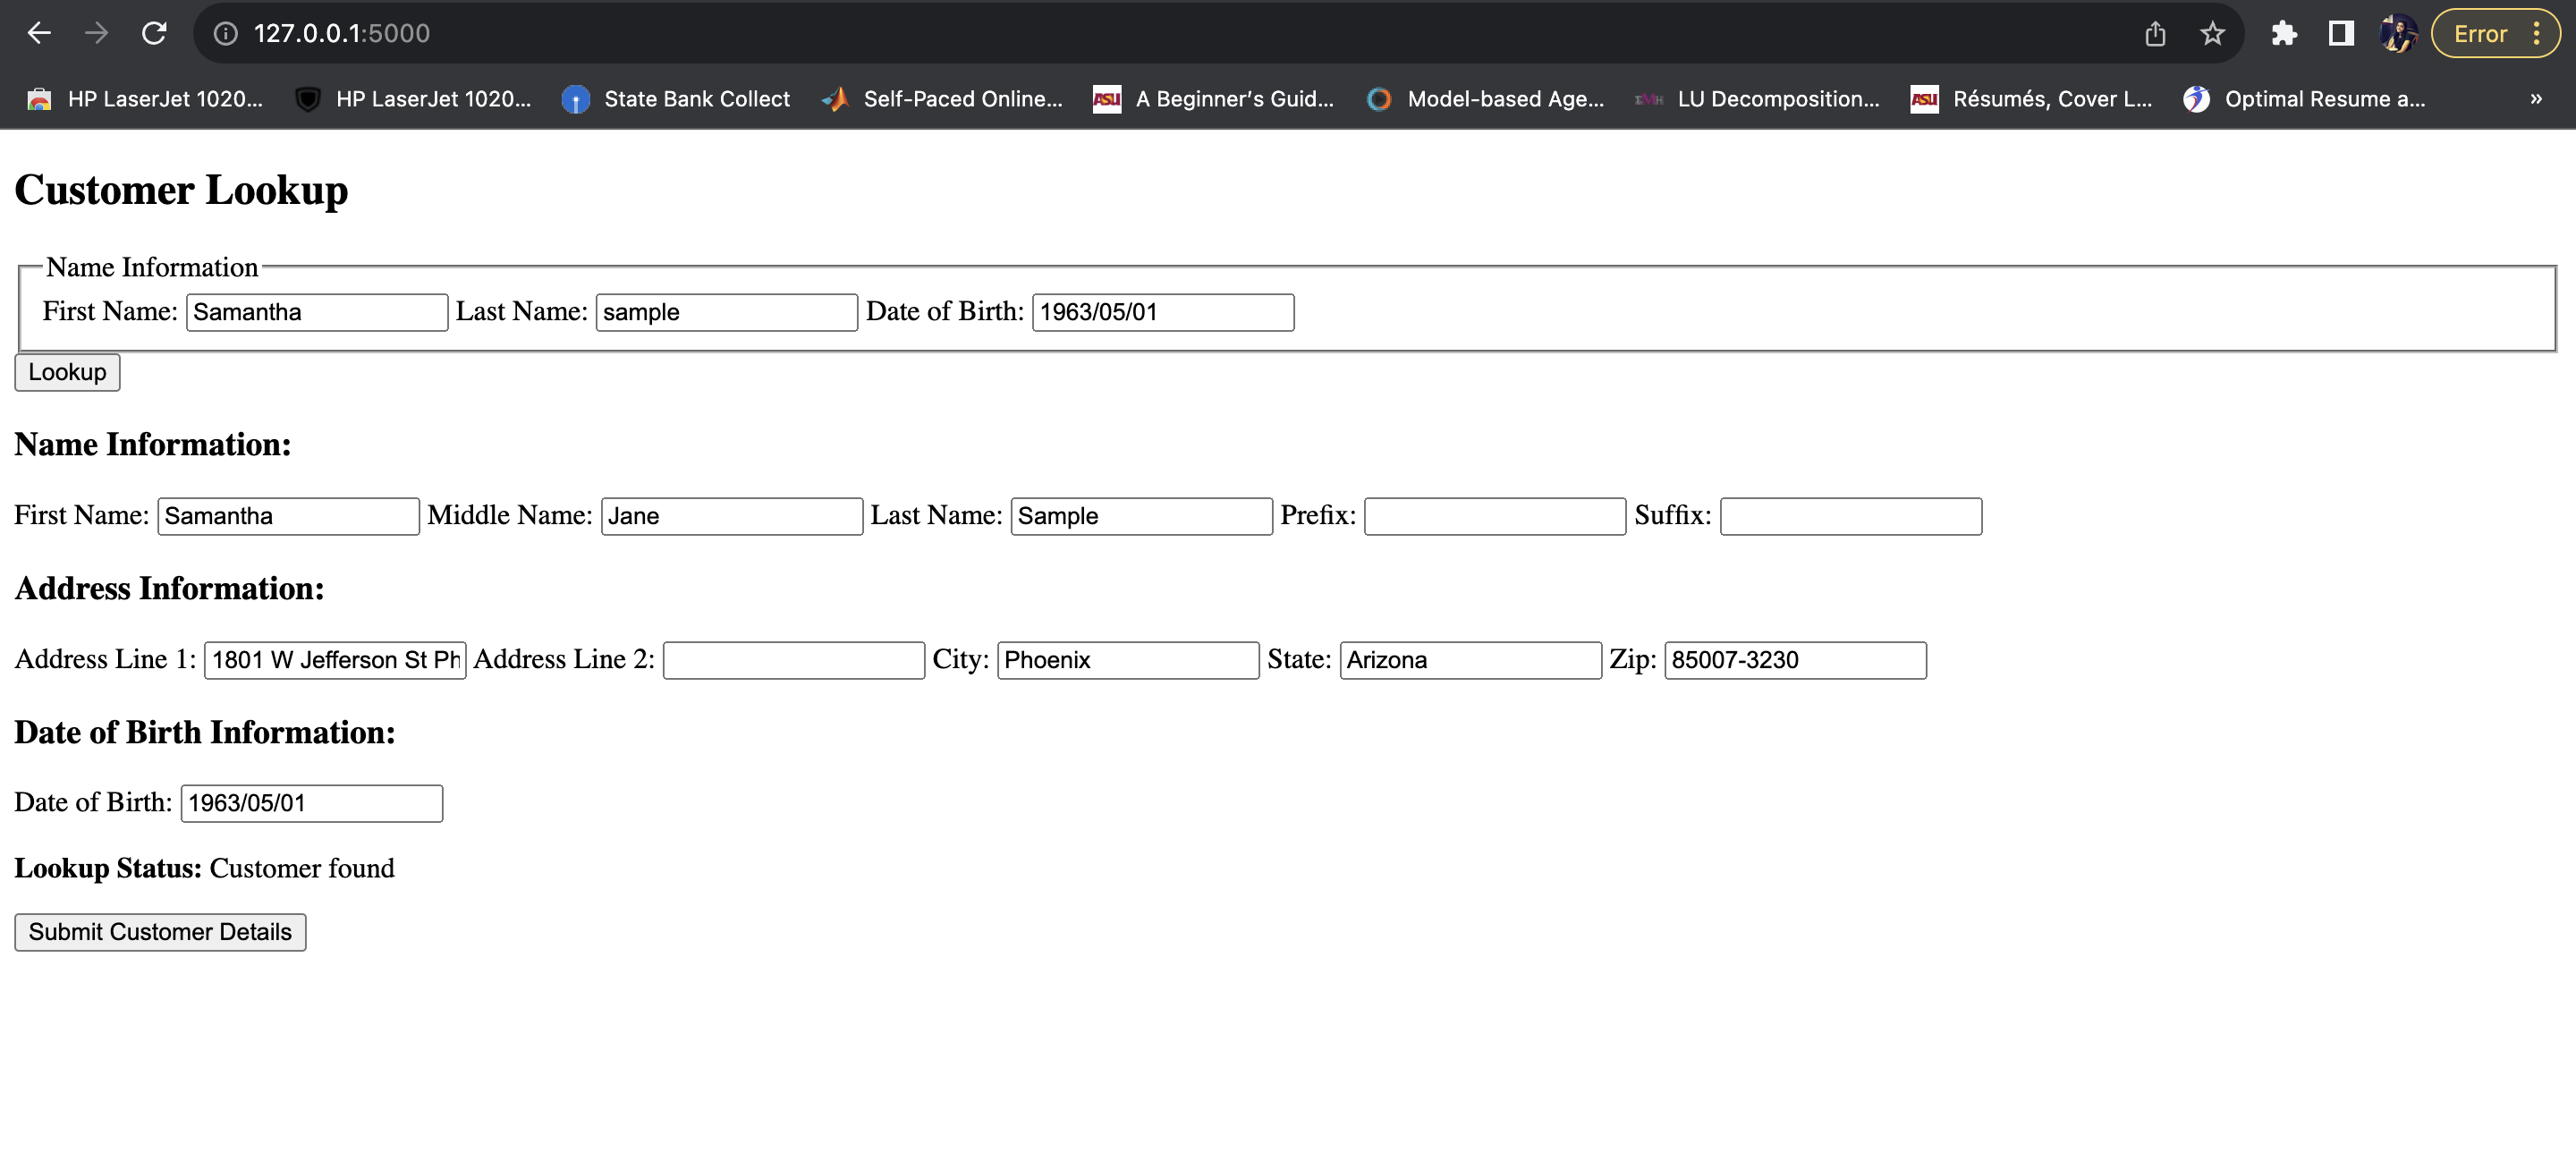 127.0.0.1:5000 Error
HP LaserJet 1020... HP LaserJet 1020... State Bank Collect Self-Paced Online... ASU A Beginner's Guid... Model-based Age... LU Decomposition... ASU Résumés, Cover L... Optimal Resume a... »
Customer Lookup
Name Information
First Name: Samantha Last Name: sample Date of Birth: 1963/05/01
Lookup
Name Information:
First Name: Samantha Middle Name: Jane Last Name: Sample Prefix: Suffix:
Address Information:
Address Line 1: 1801 W Jefferson St Ph Address Line 2: City: Phoenix State: Arizona Zip: 85007-3230
Date of Birth Information:
Date of Birth: 1963/05/01
Lookup Status: Customer found
Submit Customer Details